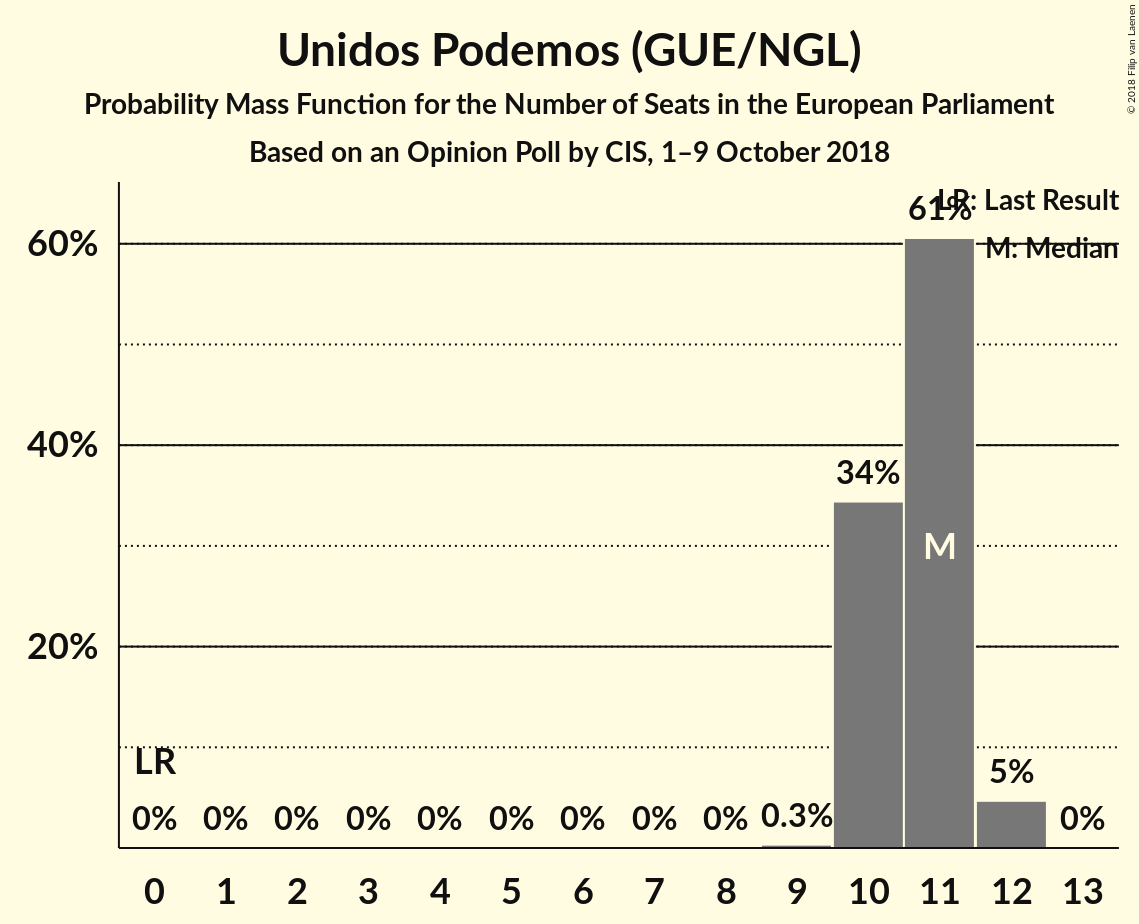 Unidos Podemos (GUE/NGL)
Probability Mass Function for the Number of Seats in the European Parliament
Based on an Opinion Poll by CIS, 1–9 October 2018
© 2018 Filip van Laenen
LR: Last Result
M: Median
60%
40%
20%
61%
34%
M
LR
5%
0% 0% 0% 0% 0% 0% 0% 0% 0% 0.3% 0%
0 1 2 3 4 5 6 7 8 9 10 11 12 13